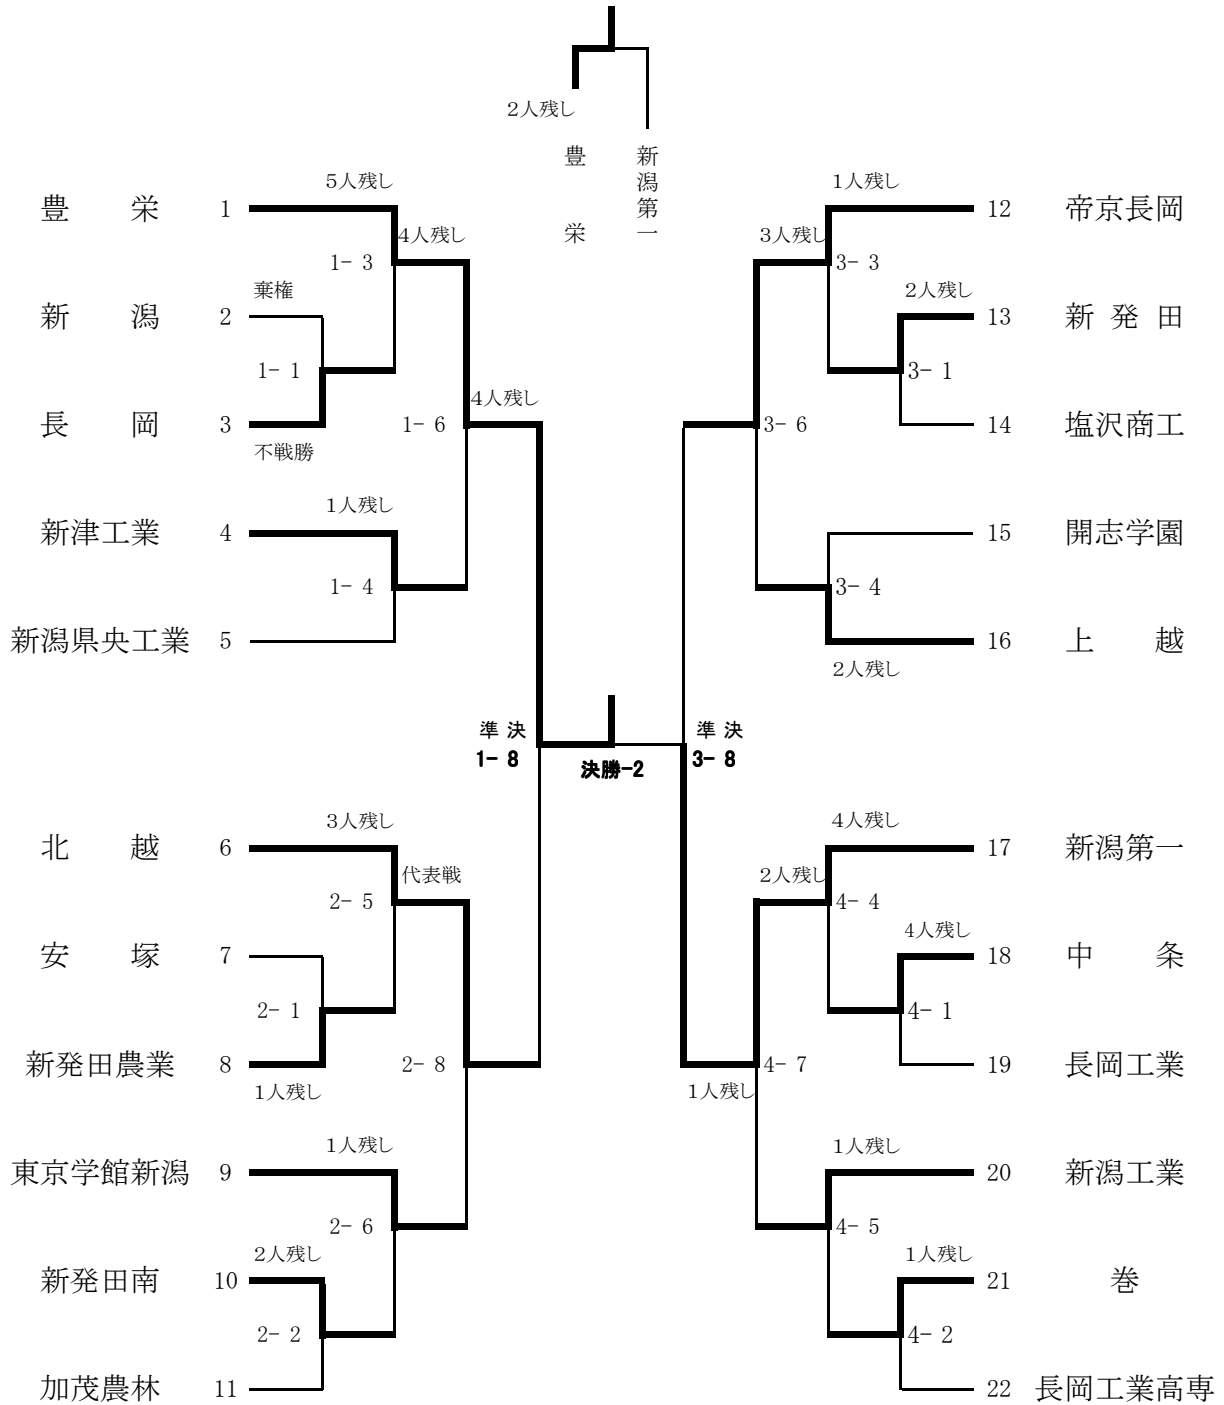 2人残し
豊栄
新潟第一
5人残し
豊栄 1
4人残し
1-3
棄権
新潟 2
1-1
長岡 3
不戦勝
4人残し
1-6
1人残し
新津工業 4
1-4
新潟県央工業 5
準決
1-8
決勝-2
3人残し
北越 6
代表戦
2-5
安塚 7
2-1
新発田農業 8
1人残し
2-8
1人残し
東京学館新潟 9
2-6
2人残し
新発田南 10
2-2
加茂農林 11
1人残し
12 帝京長岡
3人残し
3-3
2人残し
13 新発田
3-1
14 塩沢商工
3-6
15 開志学園
3-4
16 上越
2人残し
準決
3-8
4人残し
17 新潟第一
2人残し
4-4
4人残し
18 中条
4-1
19 長岡工業
4-7
1人残し
1人残し
20 新潟工業
4-5
1人残し
21 巻
4-2
22 長岡工業高専